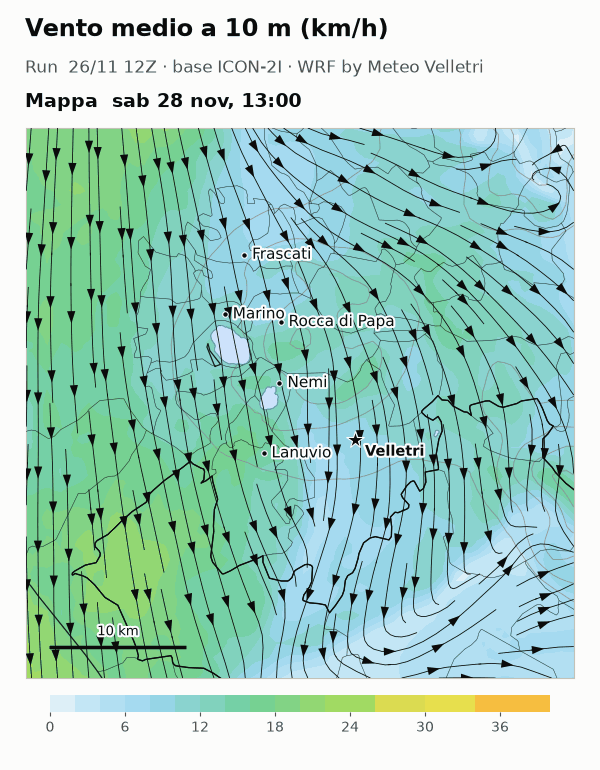 Vento medio a 10 m (km/h)
Run  26/11 12Z · base ICON-2I · WRF by Meteo Velletri
Mappa  sab 28 nov, 13:00
Frascati
Marino
Rocca di Papa
Nemi
Velletri
Lanuvio
10 km
0 6 12 18 24 30 36